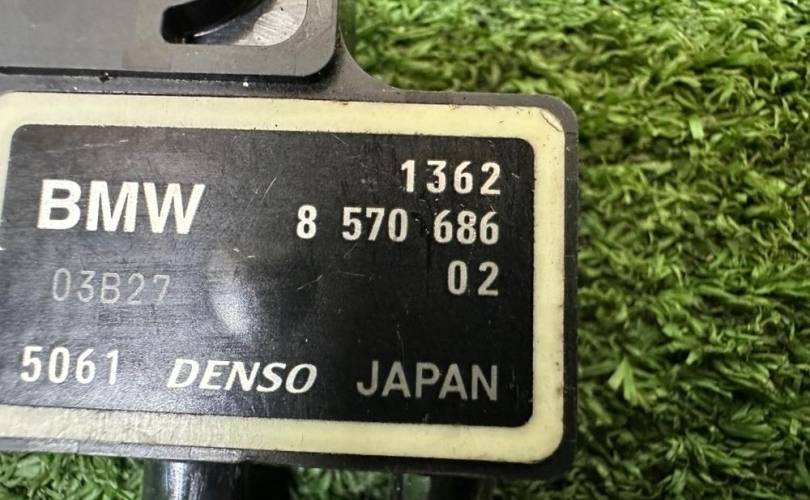 1362
BMW 8 570 686
03B27 02
5061 DENSO JAPAN